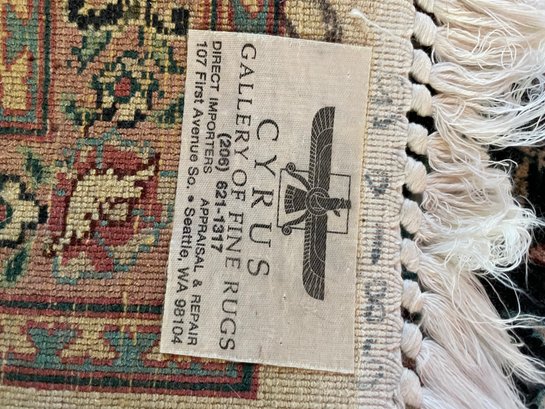 CYRUS
GALLERY OF FINE RUGS
(206) 621-1317
DIRECT IMPORTERS APPRAISAL & REPAIR
107 First Avenue So. • Seattle, WA 98104